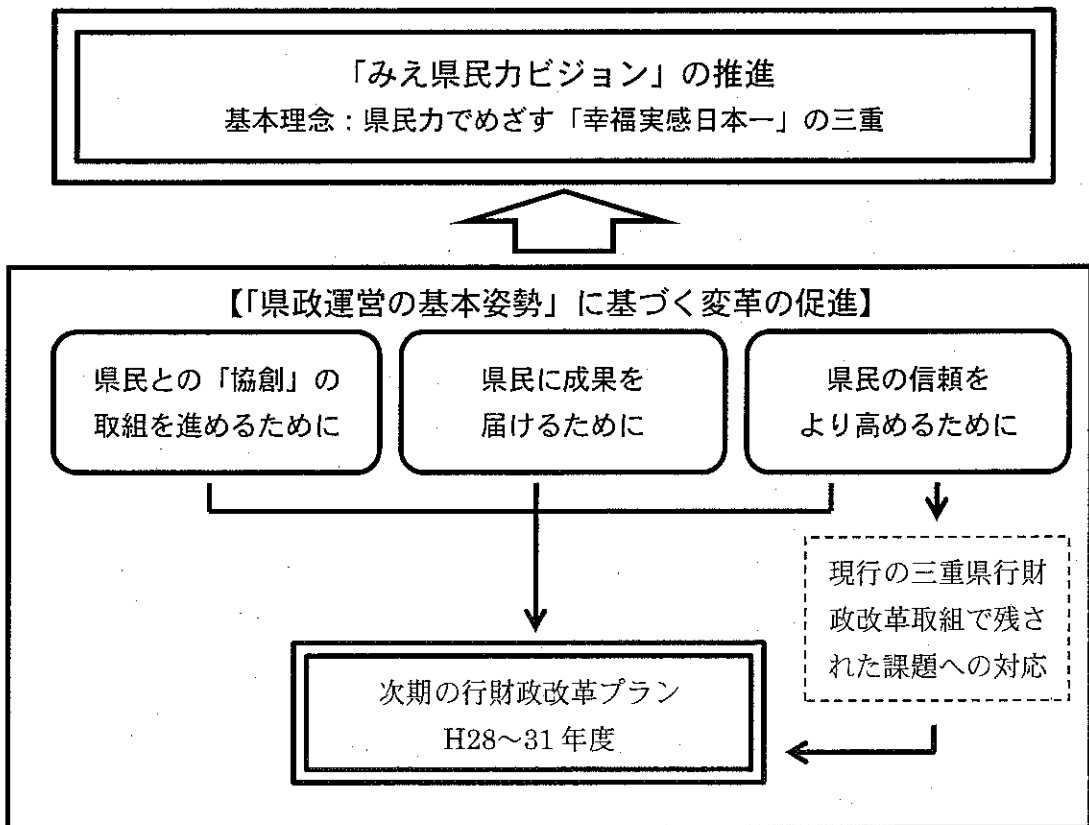 「みえ県民力ビジョン」の推進
基本理念：県民力でめざす「幸福実感日本一」の三重
【「県政運営の基本姿勢」に基づく変革の促進】
県民との「協創」の
取組を進めるために
県民に成果を
届けるために
県民の信頼を
より高めるために
現行の三重県行財
政改革取組で残さ
れた課題への対応
次期の行財政改革プラン
H28～31年度